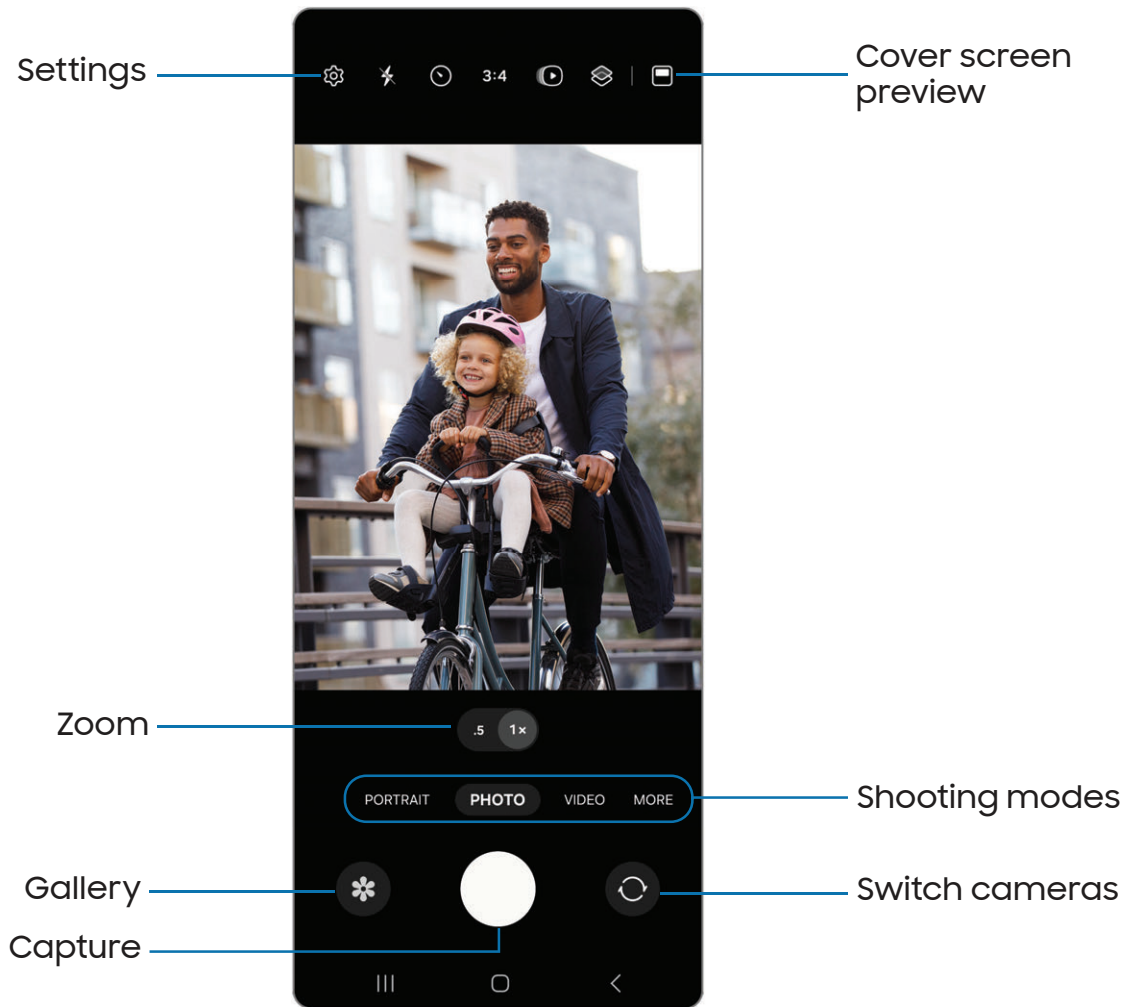 Settings
3:4
Cover screen
preview
Zoom
.5 1×
PORTRAIT PHOTO VIDEO MORE
Shooting modes
Gallery
Switch cameras
Capture